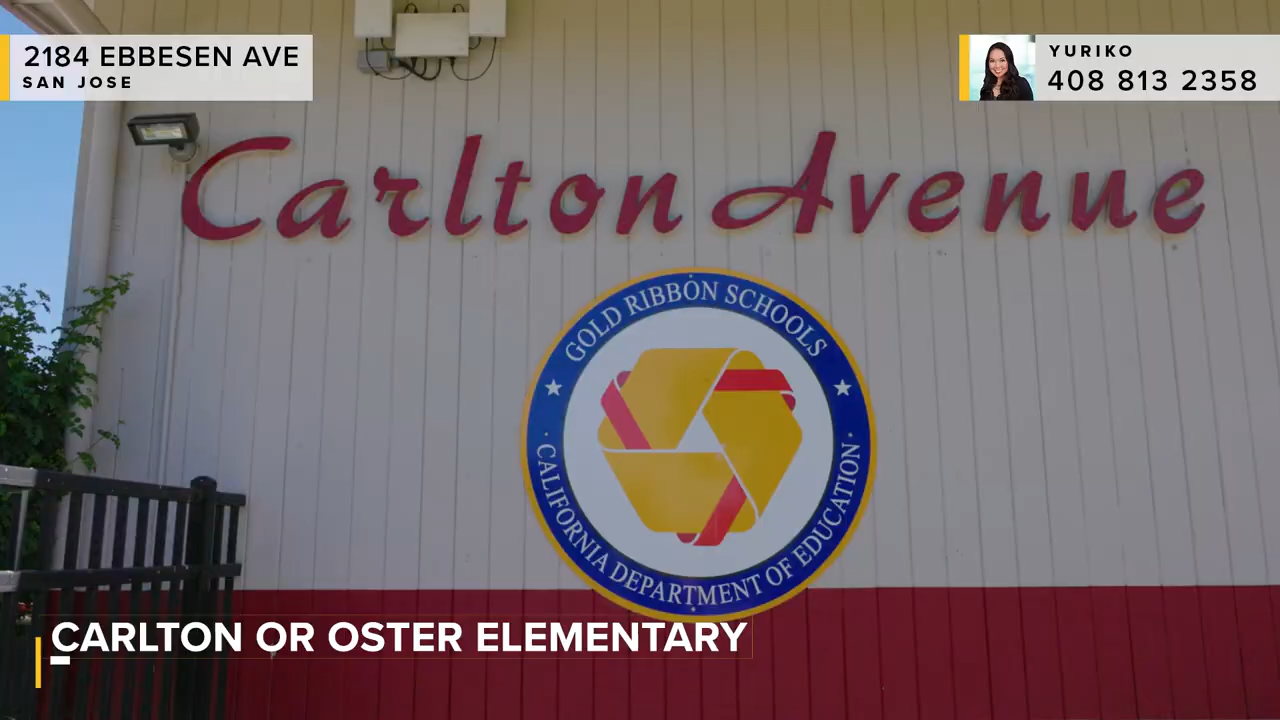 2184 EBBESEN AVE
SAN JOSE
YURIKO
408 813 2358
Carlton Avenue
GOLD RIBBON SCHOOLS
CALIFORNIA DEPARTMENT OF EDUCATION
CARLTON OR OSTER ELEMENTARY